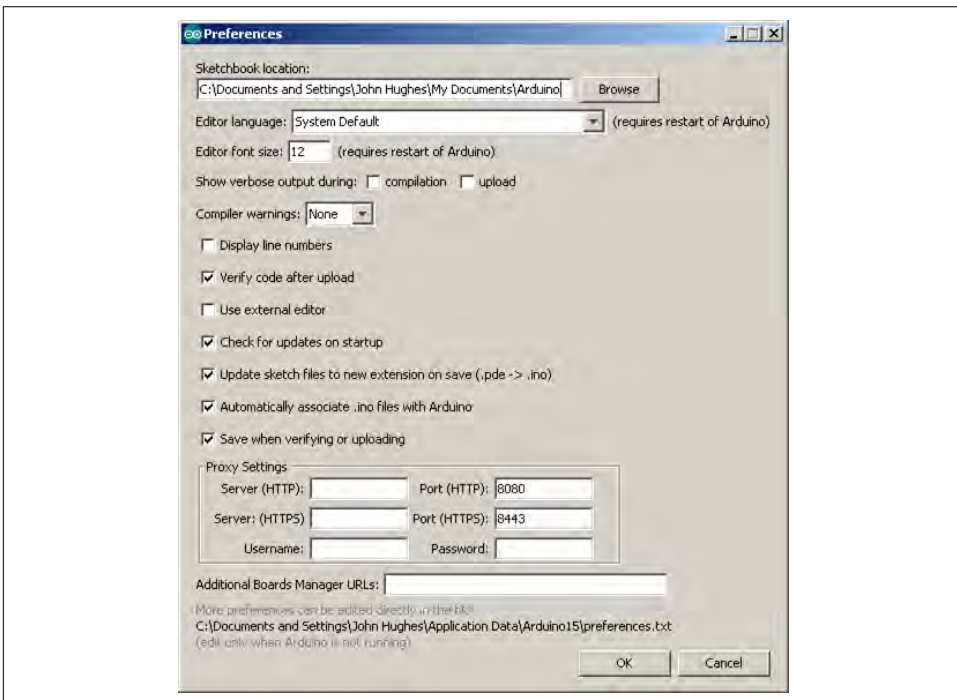 Preferences
Sketchbook location:
C:\Documents and Settings\John Hughes\My Documents\Arduino Browse
Editor language: System Default (requires restart of Arduino)
Editor font size: 12 (requires restart of Arduino)
Show verbose output during: compilation upload
Compiler warnings: None
Display line numbers
Verify code after upload
Use external editor
Check for updates on startup
Update sketch files to new extension on save (.pde -> .ino)
Automatically associate .ino files with Arduino
Save when verifying or uploading
Proxy Settings
Server (HTTP): Port (HTTP): 8080
Server: (HTTPS) Port (HTTPS): 8443
Username: Password:
Additional Boards Manager URLs:
More preferences can be edited directly in the file
C:\Documents and Settings\John Hughes\Application Data\Arduino15\preferences.txt
(edit only when Arduino is not running)
OK Cancel